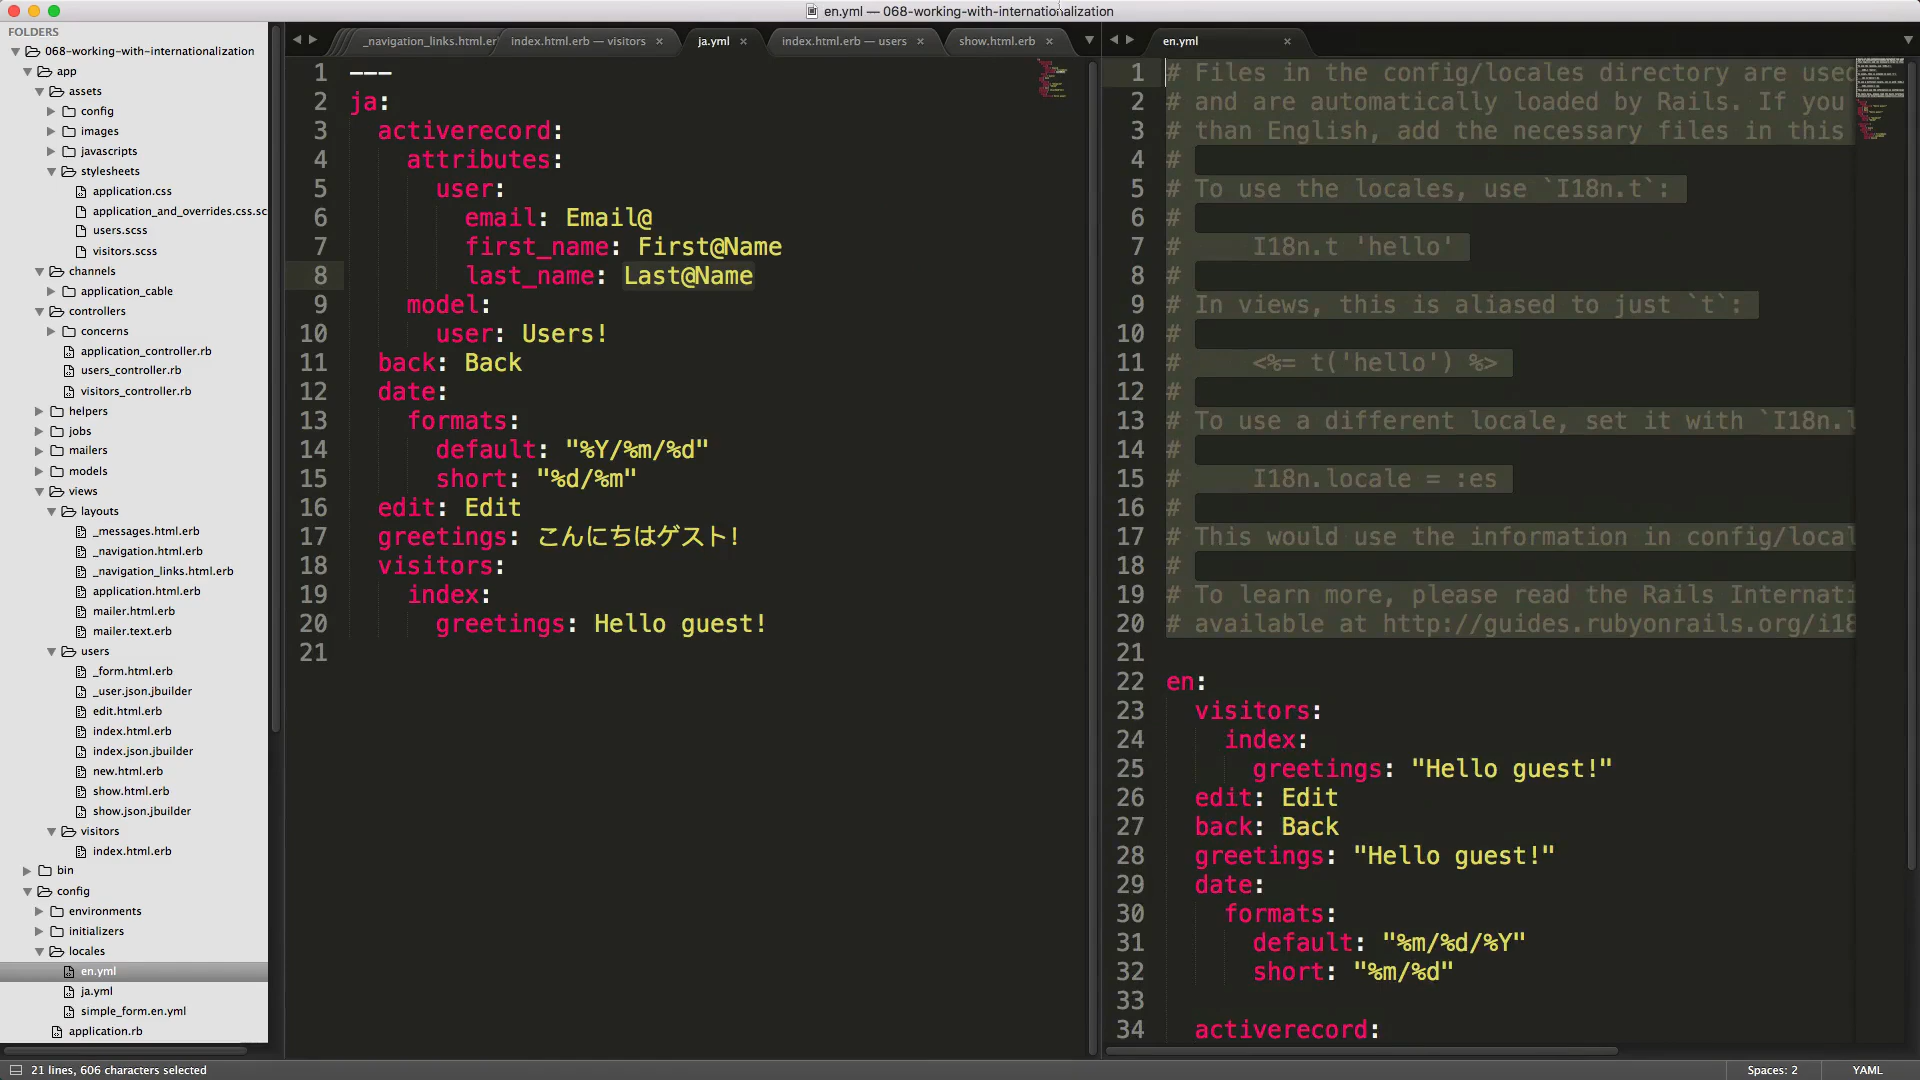 en.yml — 068-working-with-internationalization
FOLDERS
068-working-with-internationalization
app
assets
config
images
javascripts
stylesheets
application.css
application_and_overrides.css.sc
users.scss
visitors.scss
channels
application_cable
controllers
concerns
application_controller.rb
users_controller.rb
visitors_controller.rb
helpers
jobs
mailers
models
views
layouts
_messages.html.erb
_navigation.html.erb
_navigation_links.html.erb
application.html.erb
mailer.html.erb
mailer.text.erb
users
_form.html.erb
_user.json.jbuilder
edit.html.erb
index.html.erb
index.json.jbuilder
new.html.erb
show.html.erb
show.json.jbuilder
visitors
index.html.erb
bin
config
environments
initializers
locales
en.yml
ja.yml
simple_form.en.yml
application.rb
_navigation_links.html.er
index.html.erb — visitors
ja.yml
index.html.erb — users
show.html.erb
1 ---
2 ja:
3 activerecord:
4 attributes:
5 user:
6 email: Email@
7 first_name: First@Name
8 last_name: Last@Name
9 model:
10 user: Users!
11 back: Back
12 date:
13 formats:
14 default: "%Y/%m/%d"
15 short: "%d/%m"
16 edit: Edit
17 greetings: こんにちはゲスト!
18 visitors:
19 index:
20 greetings: Hello guest!
21
en.yml
1 # Files in the config/locales directory are used
2 # and are automatically loaded by Rails. If you
3 # than English, add the necessary files in this
4 #
5 # To use the locales, use `I18n.t`:
6 #
7 # I18n.t 'hello'
8 #
9 # In views, this is aliased to just `t`:
10 #
11 # <%= t('hello') %>
12 #
13 # To use a different locale, set it with `I18n.l
14 #
15 # I18n.locale = :es
16 #
17 # This would use the information in config/local
18 #
19 # To learn more, please read the Rails Internati
20 # available at http://guides.rubyonrails.org/i18
21
22 en:
23 visitors:
24 index:
25 greetings: "Hello guest!"
26 edit: Edit
27 back: Back
28 greetings: "Hello guest!"
29 date:
30 formats:
31 default: "%m/%d/%Y"
32 short: "%m/%d"
33
34 activerecord:
21 lines, 606 characters selected
Spaces: 2
YAML